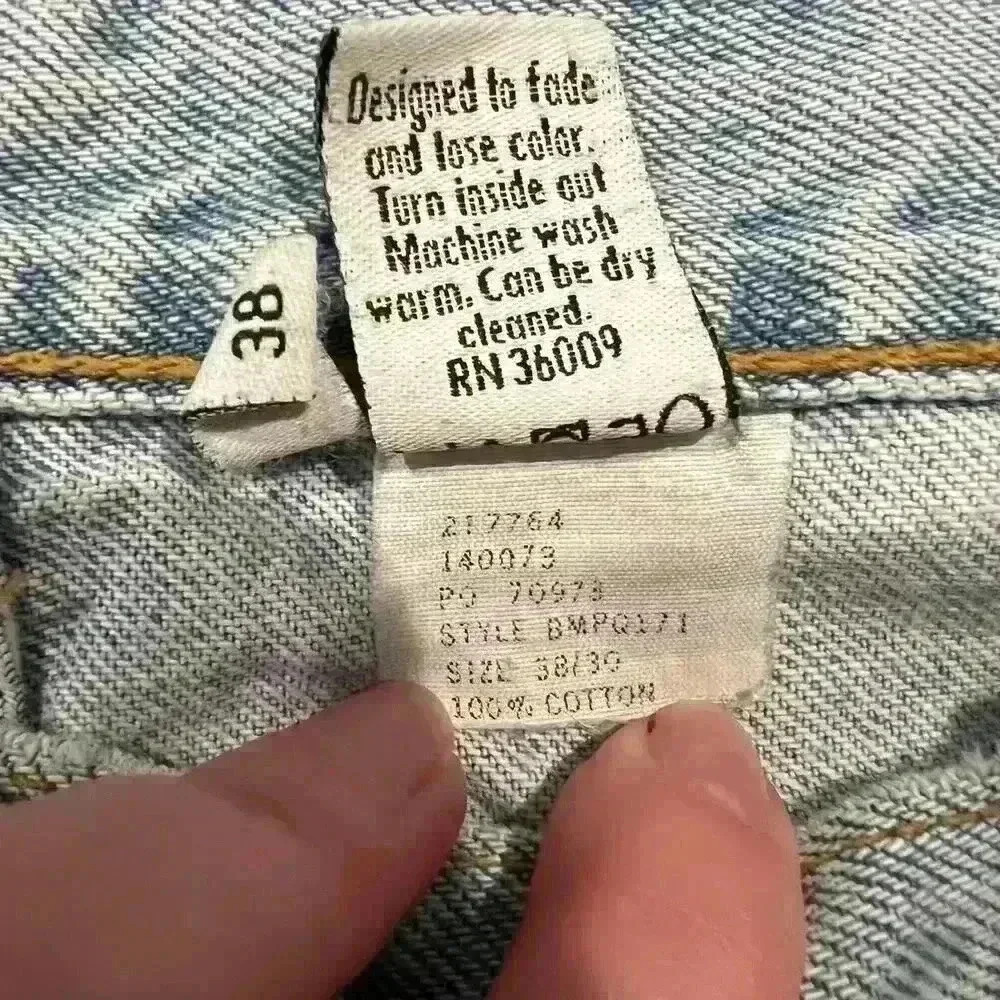 Designed to fade
and lose color.
Turn inside out
Machine wash
warm. Can be dry
cleaned.
RN 36009
38
217764
140073
PO 70973
STYLE BMPQ171
SIZE 38/30
100% COTTON